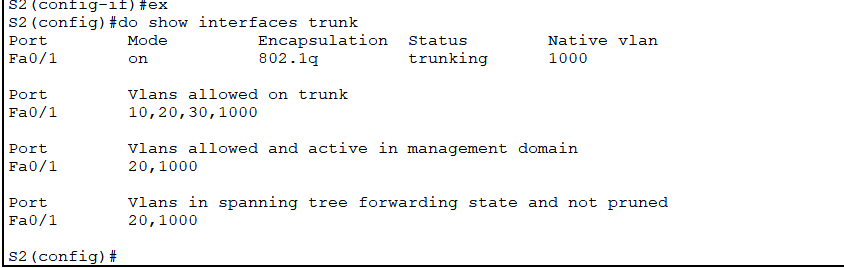 S2(config-if)#ex
S2(config)#do show interfaces trunk
Port        Mode         Encapsulation  Status        Native vlan
Fa0/1       on           802.1q         trunking      1000
Port        Vlans allowed on trunk
Fa0/1       10,20,30,1000
Port        Vlans allowed and active in management domain
Fa0/1       20,1000
Port        Vlans in spanning tree forwarding state and not pruned
Fa0/1       20,1000
S2(config)#